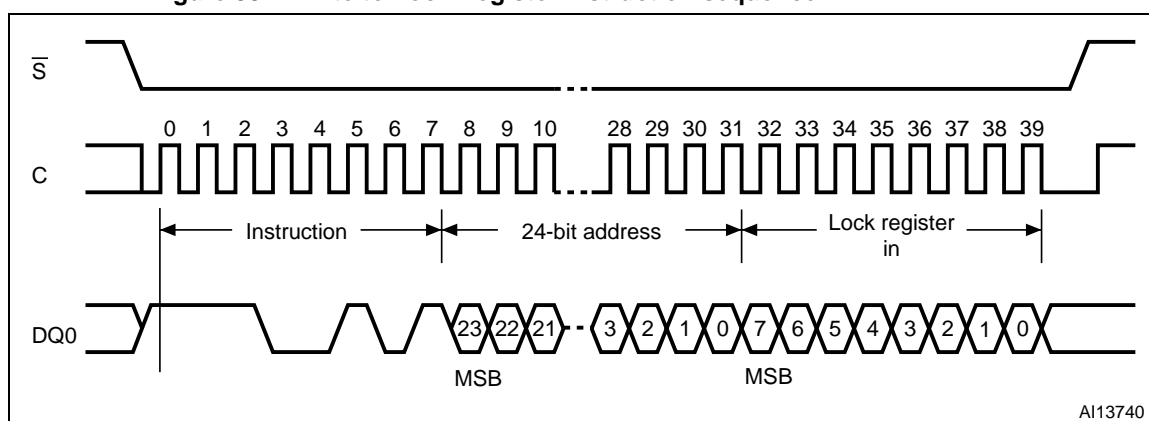 S
0 1 2 3 4 5 6 7 8 9 10 28 29 30 31 32 33 34 35 36 37 38 39
C
Instruction 24-bit address Lock register
in
DQ0 23 22 21 3 2 1 0 7 6 5 4 3 2 1 0
MSB MSB
AI13740